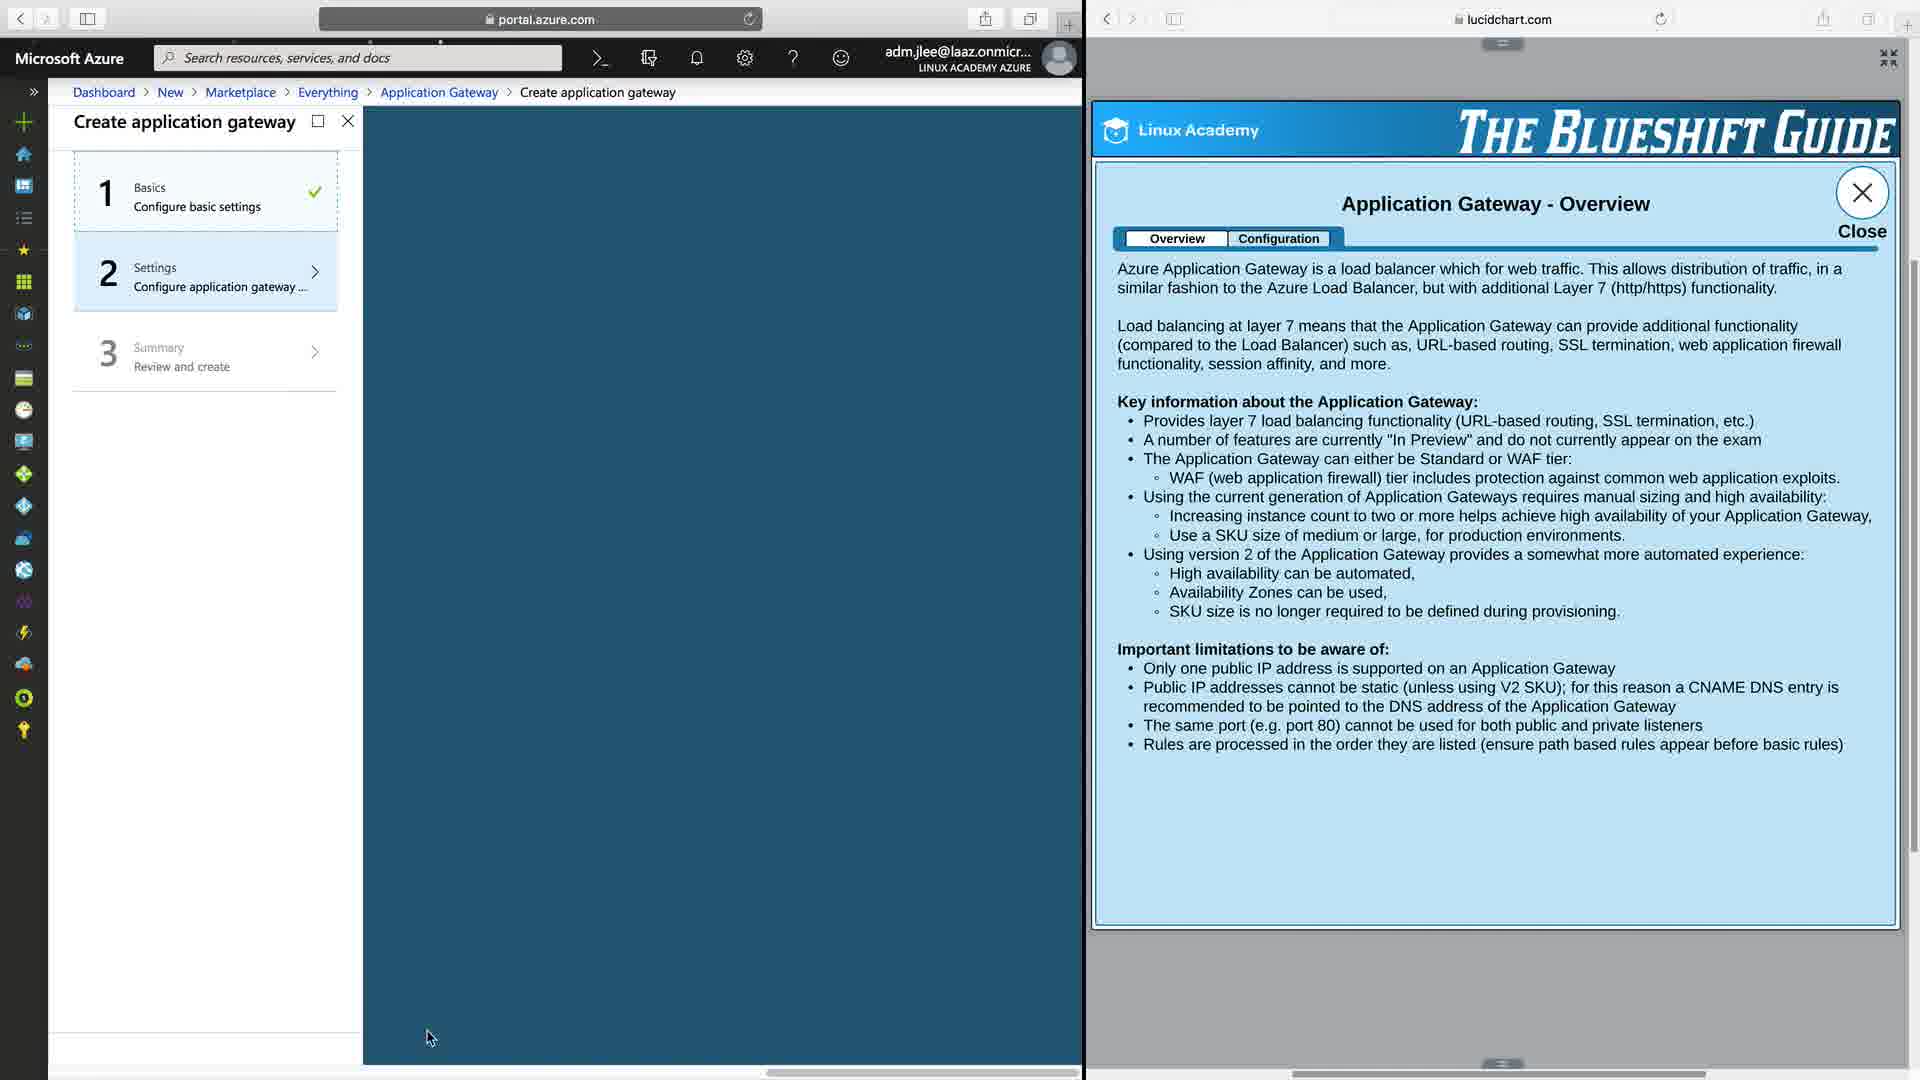 portal.azure.com
lucidchart.com
Microsoft Azure
Search resources, services, and docs
adm.jlee@laaz.onmicr...
LINUX ACADEMY AZURE
Dashboard > New > Marketplace > Everything > Application Gateway > Create application gateway
Create application gateway
1
Basics
Configure basic settings
2
Settings
Configure application gateway ...
3
Summary
Review and create
Linux Academy
THE BLUESHIFT GUIDE
Application Gateway - Overview
Close
Overview
Configuration
Azure Application Gateway is a load balancer which for web traffic. This allows distribution of traffic, in a
similar fashion to the Azure Load Balancer, but with additional Layer 7 (http/https) functionality.
Load balancing at layer 7 means that the Application Gateway can provide additional functionality
(compared to the Load Balancer) such as, URL-based routing, SSL termination, web application firewall
functionality, session affinity, and more.
Key information about the Application Gateway:
• Provides layer 7 load balancing functionality (URL-based routing, SSL termination, etc.)
• A number of features are currently "In Preview" and do not currently appear on the exam
• The Application Gateway can either be Standard or WAF tier:
◦ WAF (web application firewall) tier includes protection against common web application exploits.
• Using the current generation of Application Gateways requires manual sizing and high availability:
◦ Increasing instance count to two or more helps achieve high availability of your Application Gateway,
◦ Use a SKU size of medium or large, for production environments.
• Using version 2 of the Application Gateway provides a somewhat more automated experience:
◦ High availability can be automated,
◦ Availability Zones can be used,
◦ SKU size is no longer required to be defined during provisioning.
Important limitations to be aware of:
• Only one public IP address is supported on an Application Gateway
• Public IP addresses cannot be static (unless using V2 SKU); for this reason a CNAME DNS entry is
recommended to be pointed to the DNS address of the Application Gateway
• The same port (e.g. port 80) cannot be used for both public and private listeners
• Rules are processed in the order they are listed (ensure path based rules appear before basic rules)